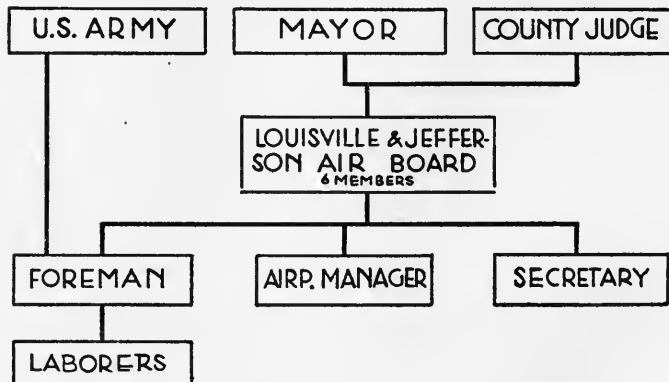 U.S. ARMY
MAYOR
COUNTY JUDGE
LOUISVILLE & JEFFER-
SON AIR BOARD
6 MEMBERS
FOREMAN
AIRP. MANAGER
SECRETARY
LABORERS